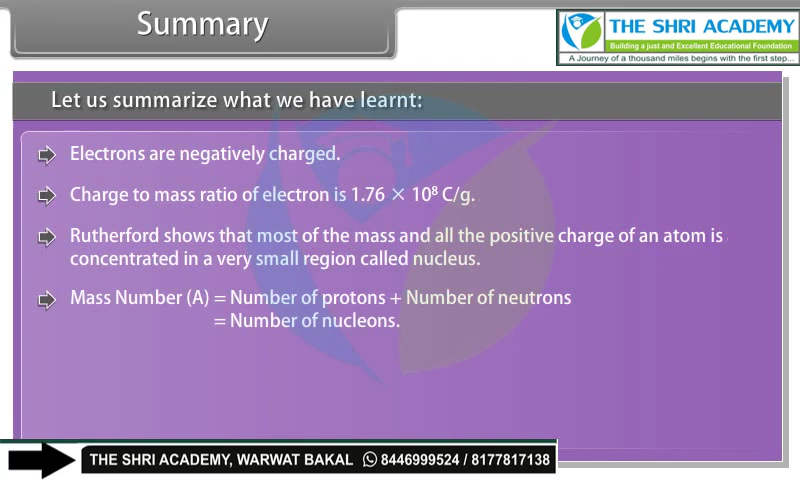 Summary
THE SHRI ACADEMY
Building a just and Excellent Educational Foundation
A Journey of a thousand miles begins with the first step...
Let us summarize what we have learnt:
Electrons are negatively charged.
Charge to mass ratio of electron is 1.76 × 10⁸ C/g.
Rutherford shows that most of the mass and all the positive charge of an atom is
concentrated in a very small region called nucleus.
Mass Number (A) = Number of protons + Number of neutrons
= Number of nucleons.
THE SHRI ACADEMY, WARWAT BAKAL 8446999524 / 8177817138